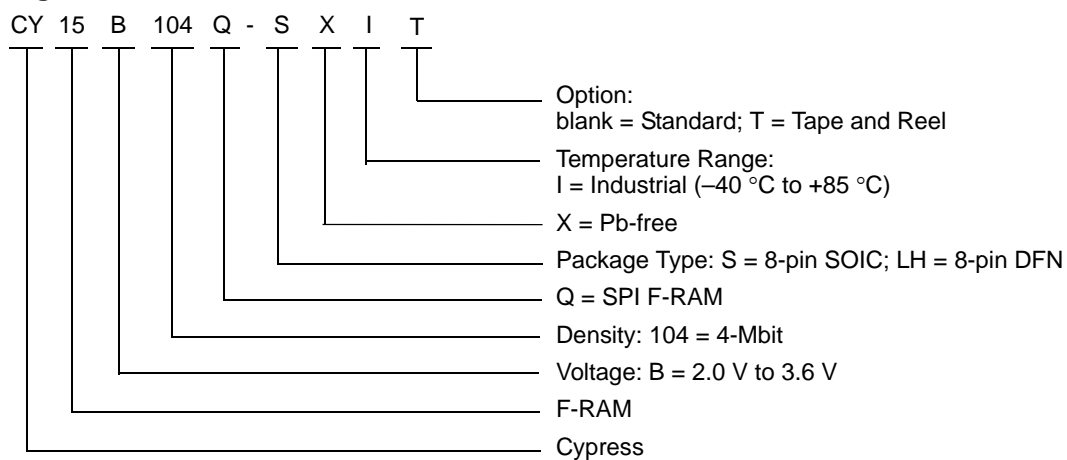 CY 15 B 104 Q - S X I T
Option:
blank = Standard; T = Tape and Reel
Temperature Range:
I = Industrial (–40 °C to +85 °C)
X = Pb-free
Package Type: S = 8-pin SOIC; LH = 8-pin DFN
Q = SPI F-RAM
Density: 104 = 4-Mbit
Voltage: B = 2.0 V to 3.6 V
F-RAM
Cypress